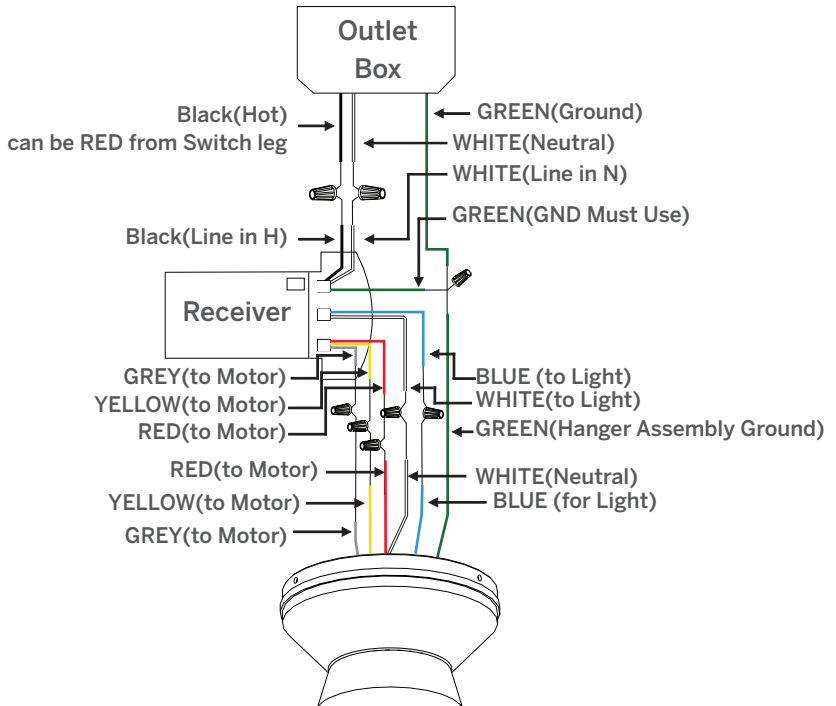 Outlet
Box
Black(Hot)
can be RED from Switch leg
GREEN(Ground)
WHITE(Neutral)
WHITE(Line in N)
GREEN(GND Must Use)
Black(Line in H)
Receiver
GREY(to Motor)
YELLOW(to Motor)
RED(to Motor)
BLUE (to Light)
WHITE(to Light)
GREEN(Hanger Assembly Ground)
RED(to Motor)
YELLOW(to Motor)
GREY(to Motor)
WHITE(Neutral)
BLUE (for Light)